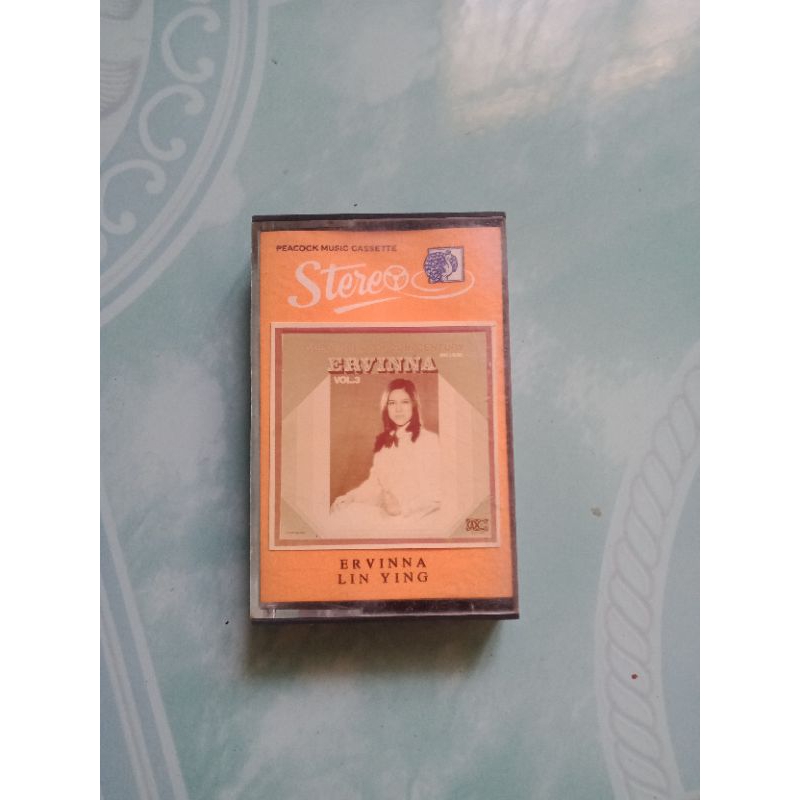 PEACOCK MUSIC CASSETTE
Stereo
ERVINNA
VOL.3
ERVINNA
LIN YING